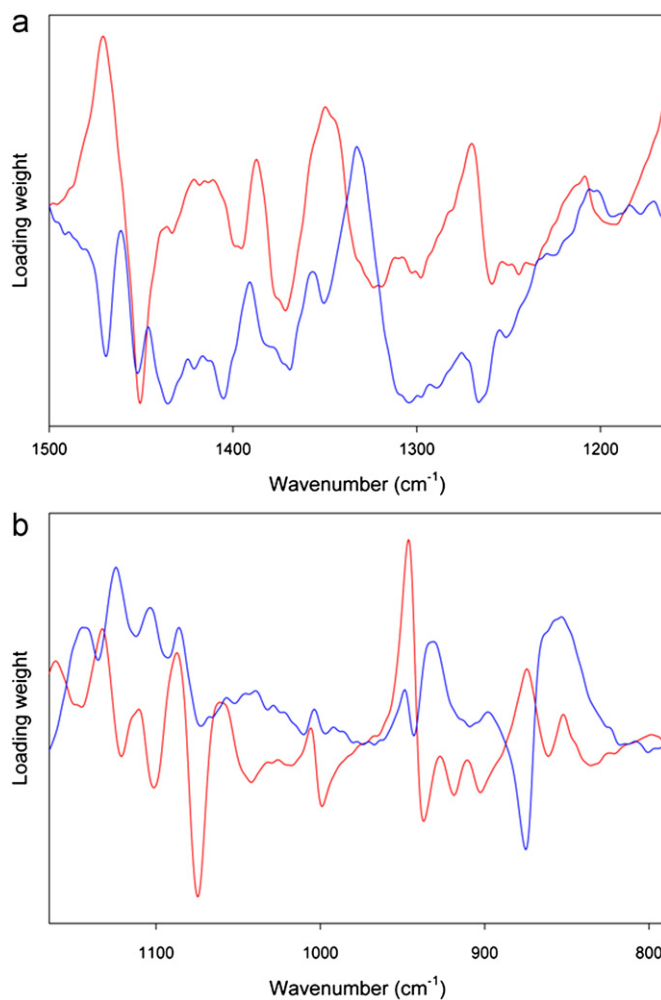 a
Loading weight
1500 1400 1300 1200
Wavenumber (cm⁻¹)
b
Loading weight
1100 1000 900 800
Wavenumber (cm⁻¹)